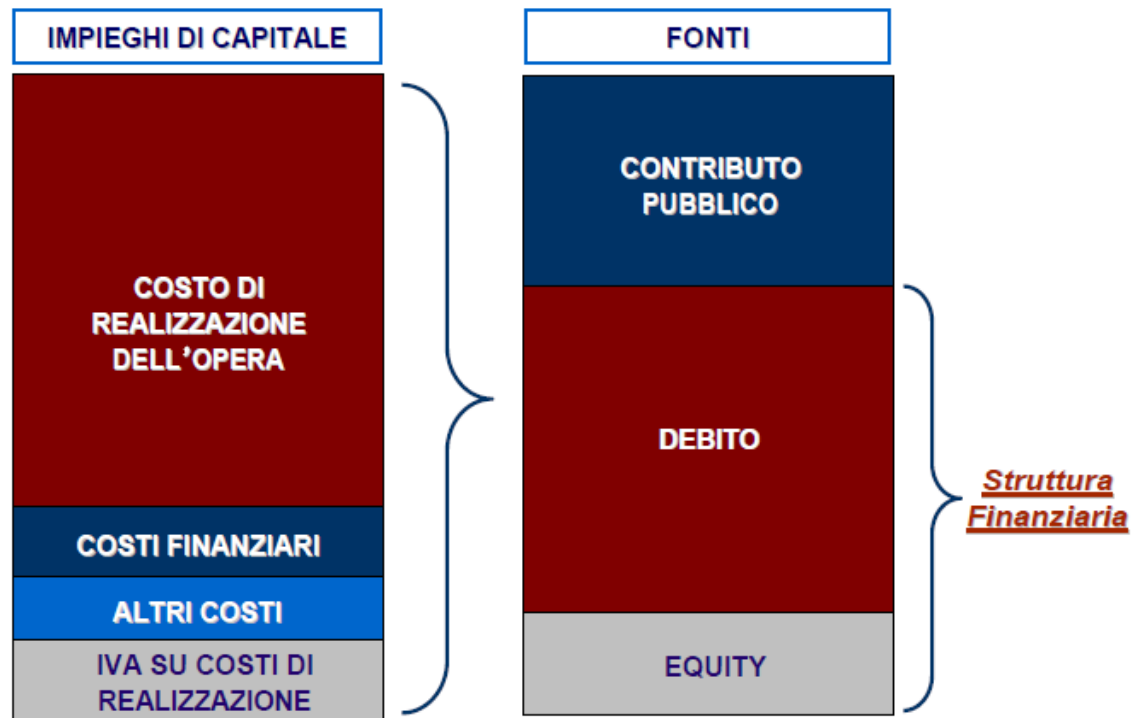 IMPIEGHI DI CAPITALE
COSTO DI
REALIZZAZIONE
DELL’OPERA
COSTI FINANZIARI
ALTRI COSTI
IVA SU COSTI DI
REALIZZAZIONE
FONTI
CONTRIBUTO
PUBBLICO
DEBITO
EQUITY
Struttura
Finanziaria